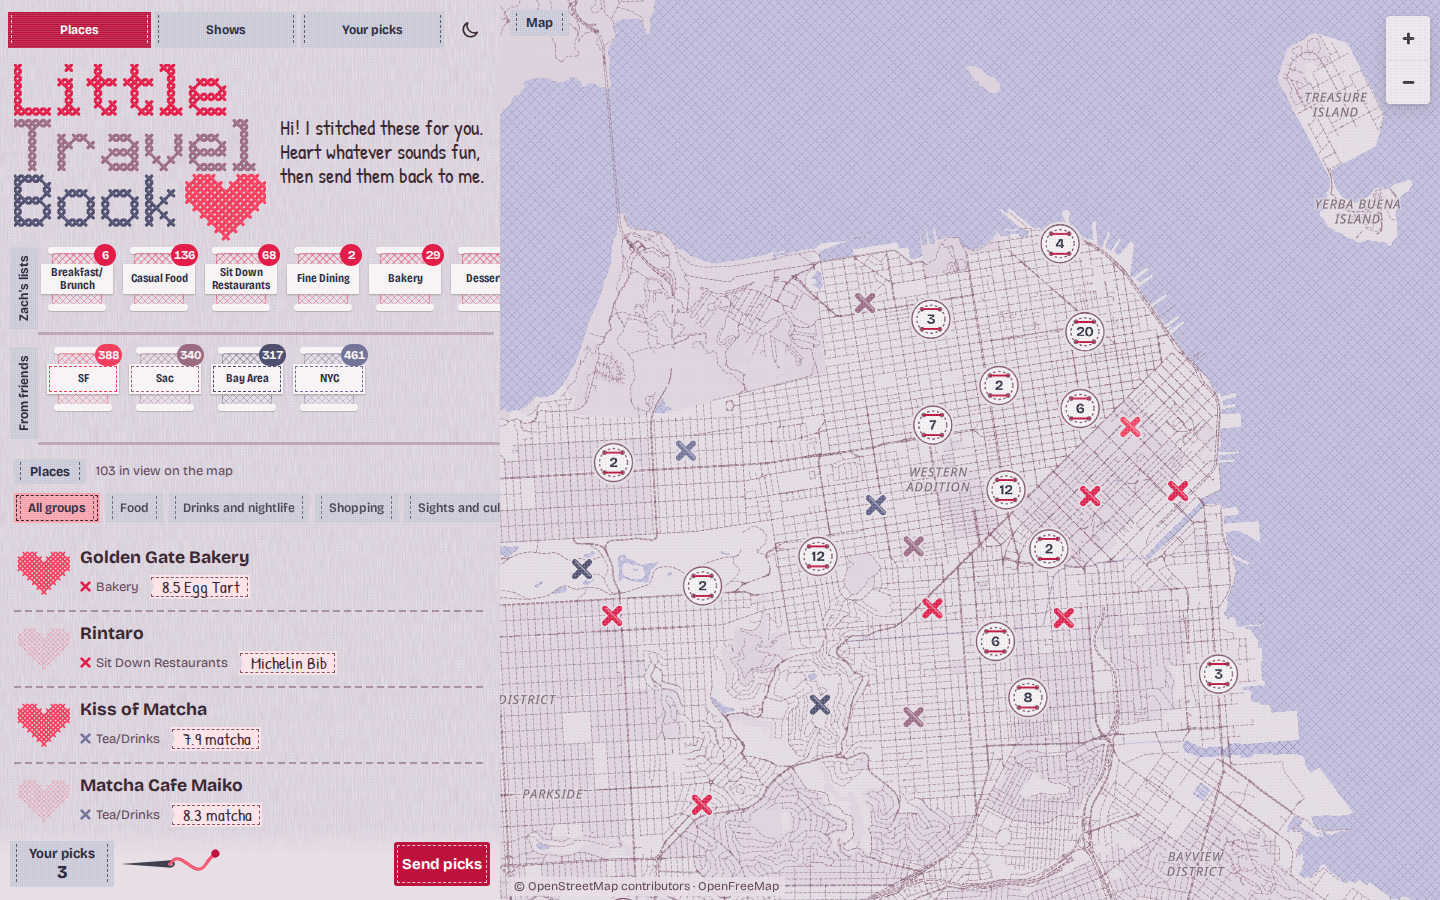 Places
Shows
Your picks
Map
Little
Travel
Book
Hi! I stitched these for you.
Heart whatever sounds fun,
then send them back to me.
Zach's lists
6
Breakfast/
Brunch
136
Casual Food
68
Sit Down
Restaurants
2
Fine Dining
29
Bakery
Desser
From friends
388
SF
340
Sac
317
Bay Area
461
NYC
Places
103 in view on the map
All groups
Food
Drinks and nightlife
Shopping
Sights and cul
Golden Gate Bakery
Bakery
8.5 Egg Tart
Rintaro
Sit Down Restaurants
Michelin Bib
Kiss of Matcha
Tea/Drinks
7.9 matcha
Matcha Cafe Maiko
Tea/Drinks
8.3 matcha
Your picks
3
Send picks
+
−
TREASURE
ISLAND
YERBA BUENA
ISLAND
4
3
20
2
6
7
2
WESTERN
ADDITION
12
2
12
2
6
3
8
DISTRICT
PARKSIDE
BAYVIEW
DISTRICT
© OpenStreetMap contributors · OpenFreeMap